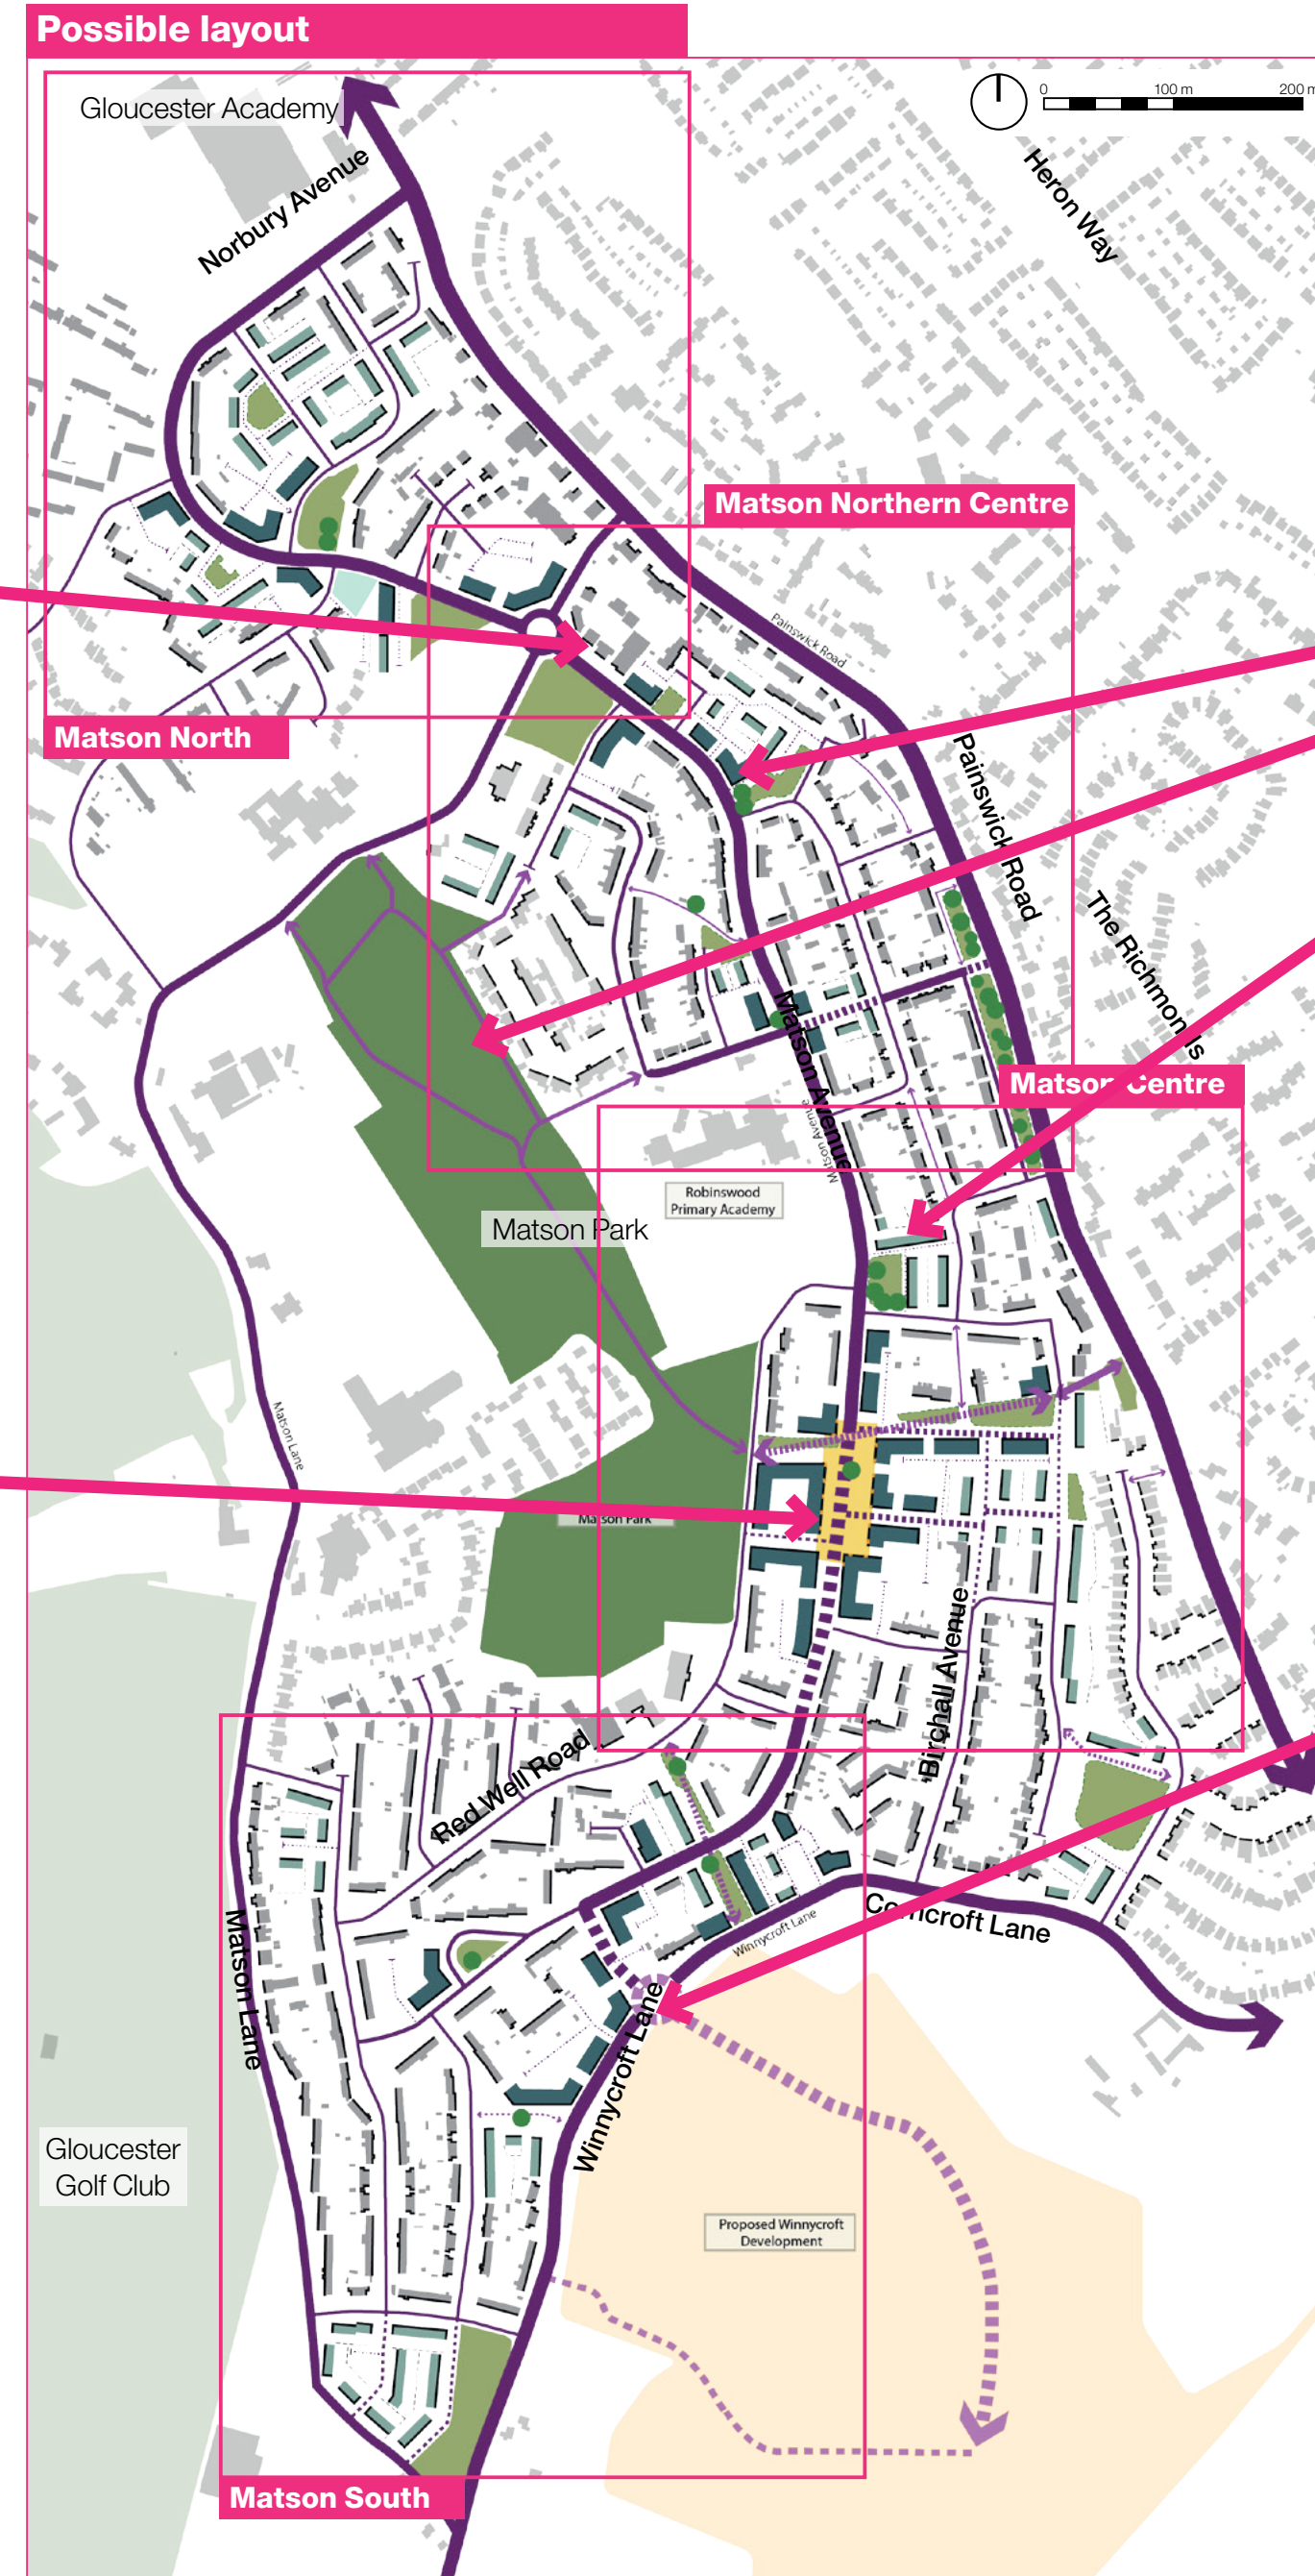 Possible layout
Gloucester Academy
0 100 m 200 m
Norbury Avenue
Heron Way
Matson Northern Centre
Painswick Road
Matson North
Painswick Road
The Richmonds
Matson Avenue
Matson Centre
Matson Avenue
Robinswood
Primary Academy
Matson Park
Matson Lane
Matson Park
Birchall Avenue
Red Well Road
Corncroft Lane
Winnycroft Lane
Matson Lane
Winnycroft Lane
Gloucester
Golf Club
Proposed Winnycroft
Development
Matson South